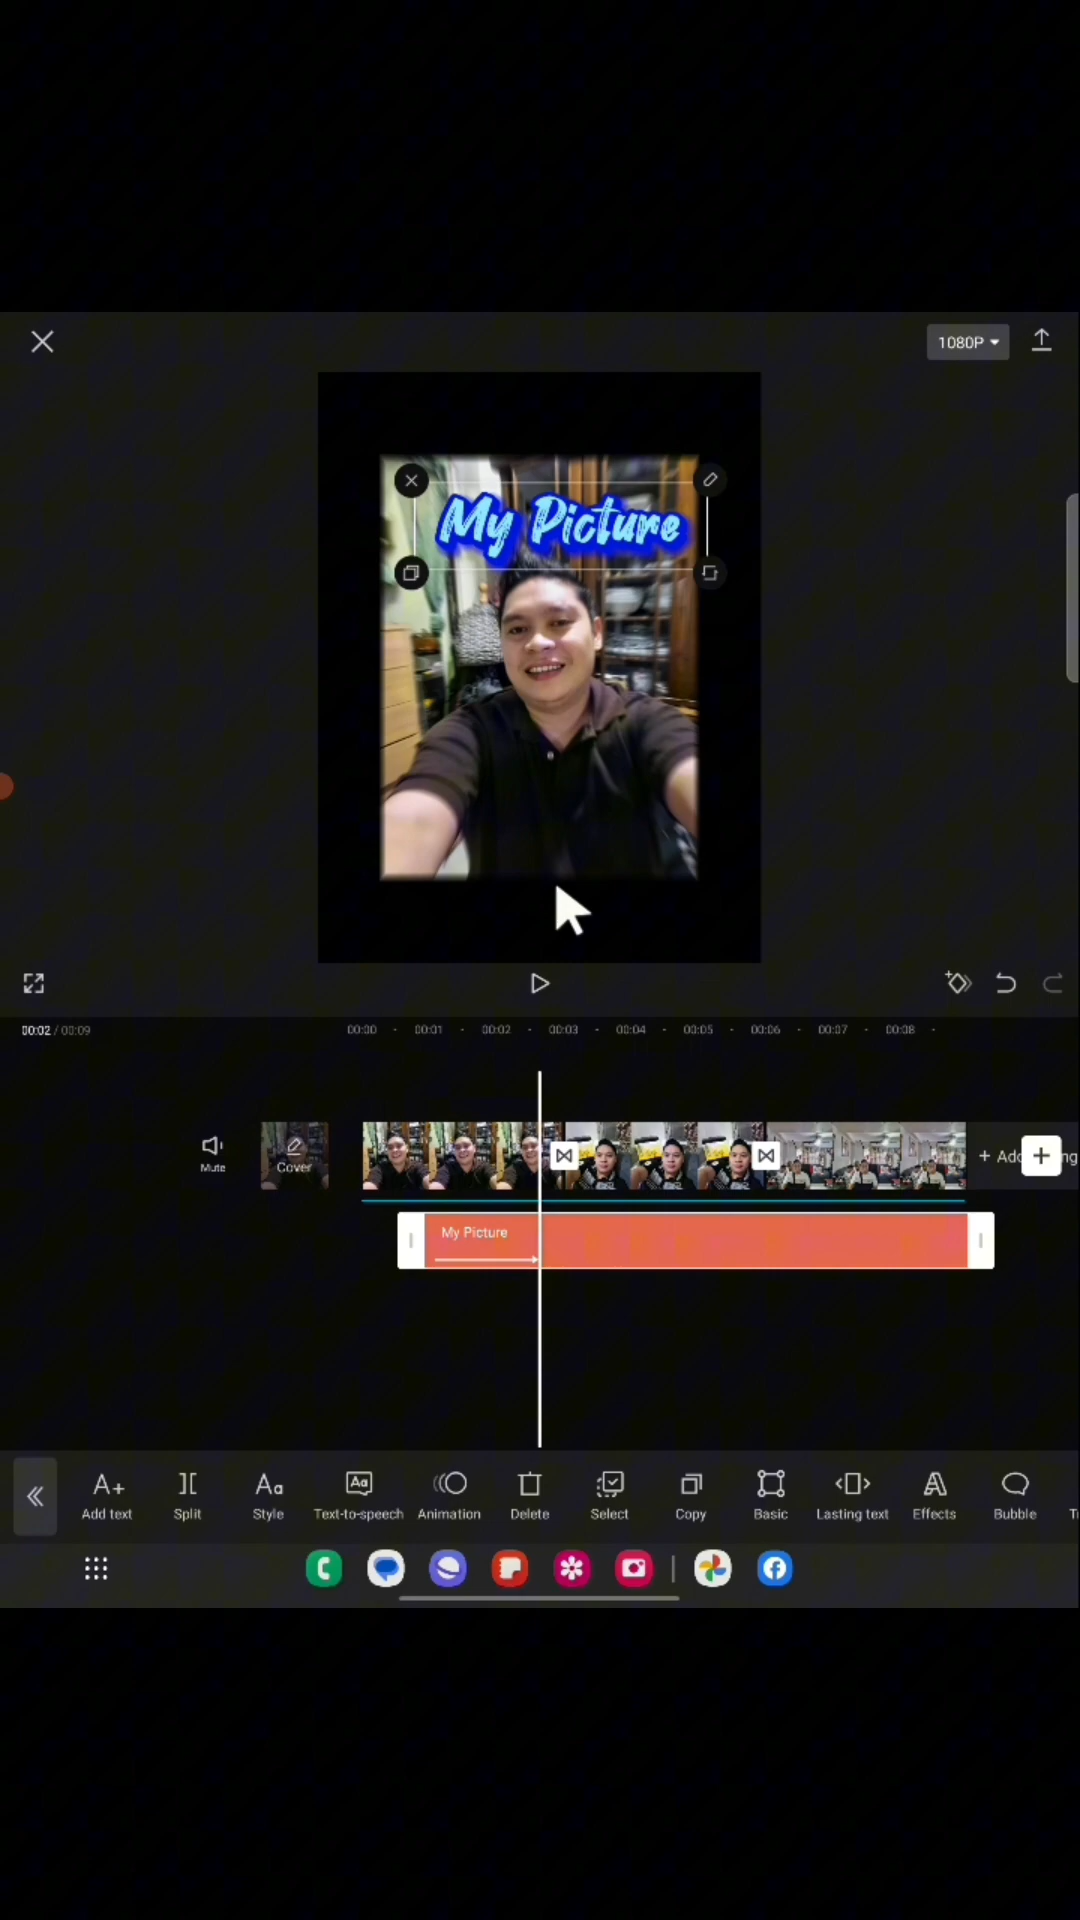 1080P
My Picture
00:02 / 00:09
00:00 00:01 00:02 00:03 00:04 00:05 00:06 00:07 00:08
Mute
Cover
+ Ad
ng
My Picture
Add text Split Style Text-to-speech Animation Delete Select Copy Basic Lasting text Effects Bubble